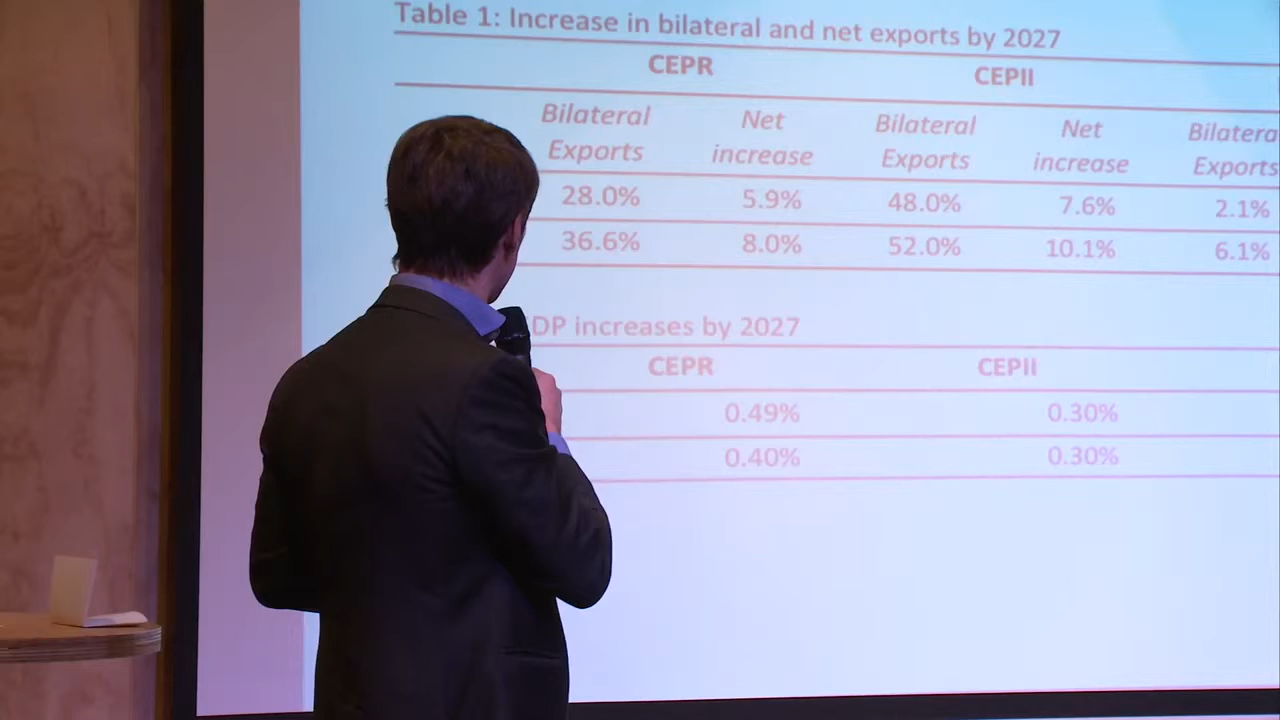 Table 1: Increase in bilateral and net exports by 2027
CEPR CEPII
Bilateral Net Bilateral Net Bilatera
Exports increase Exports increase Exports
28.0% 5.9% 48.0% 7.6% 2.1%
36.6% 8.0% 52.0% 10.1% 6.1%
DP increases by 2027
CEPR CEPII
0.49% 0.30%
0.40% 0.30%